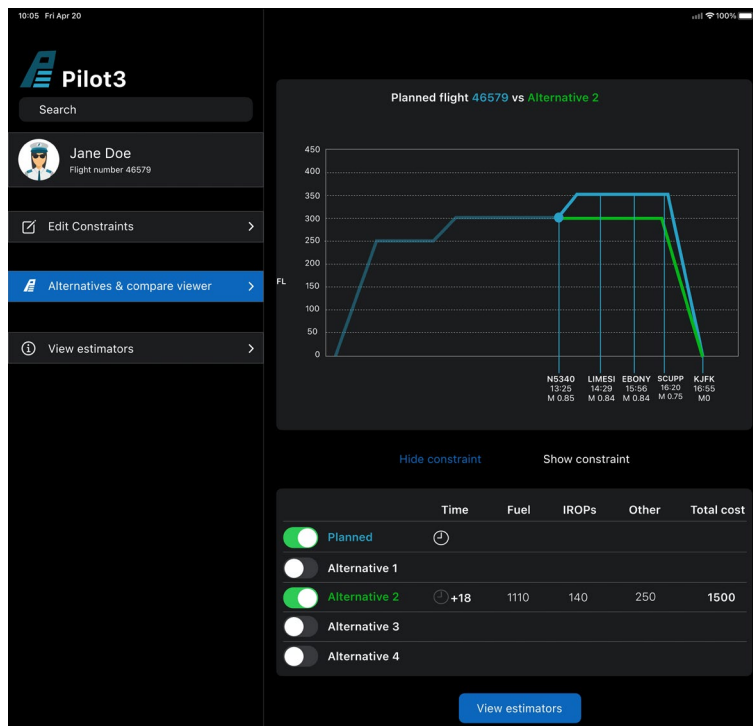 10:05 Fri Apr 20
100%
Pilot3
Search
Jane Doe
Flight number 46579
Edit Constraints
Alternatives & compare viewer
View estimators
Planned flight 46579 vs Alternative 2
450
400
350
300
250
200
FL
150
100
50
0
N5340 LIMESI EBONY SCUPP KJFK
13:25 14:29 15:56 16:20 16:55
M 0.85 M 0.84 M 0.84 M 0.75 M0
Hide constraint Show constraint
Time Fuel IROPs Other Total cost
Planned
Alternative 1
Alternative 2 +18 1110 140 250 1500
Alternative 3
Alternative 4
View estimators